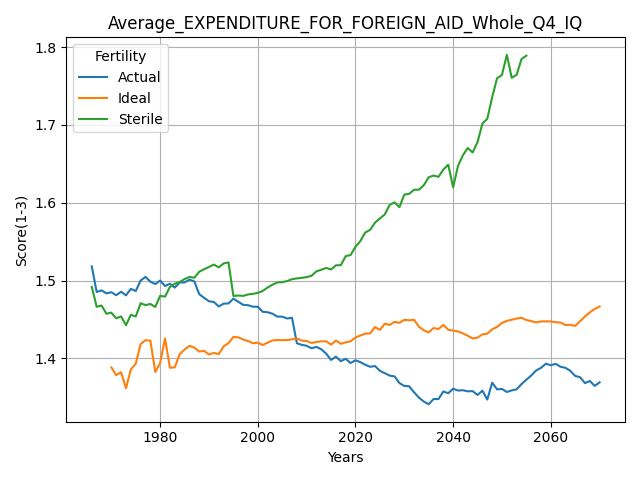 Average_EXPENDITURE_FOR_FOREIGN_AID_Whole_Q4_IQ
1.8
1.7
1.6
1.5
1.4
Score(1-3)
Fertility
Actual
Ideal
Sterile
1980
2000
2020
2040
2060
Years